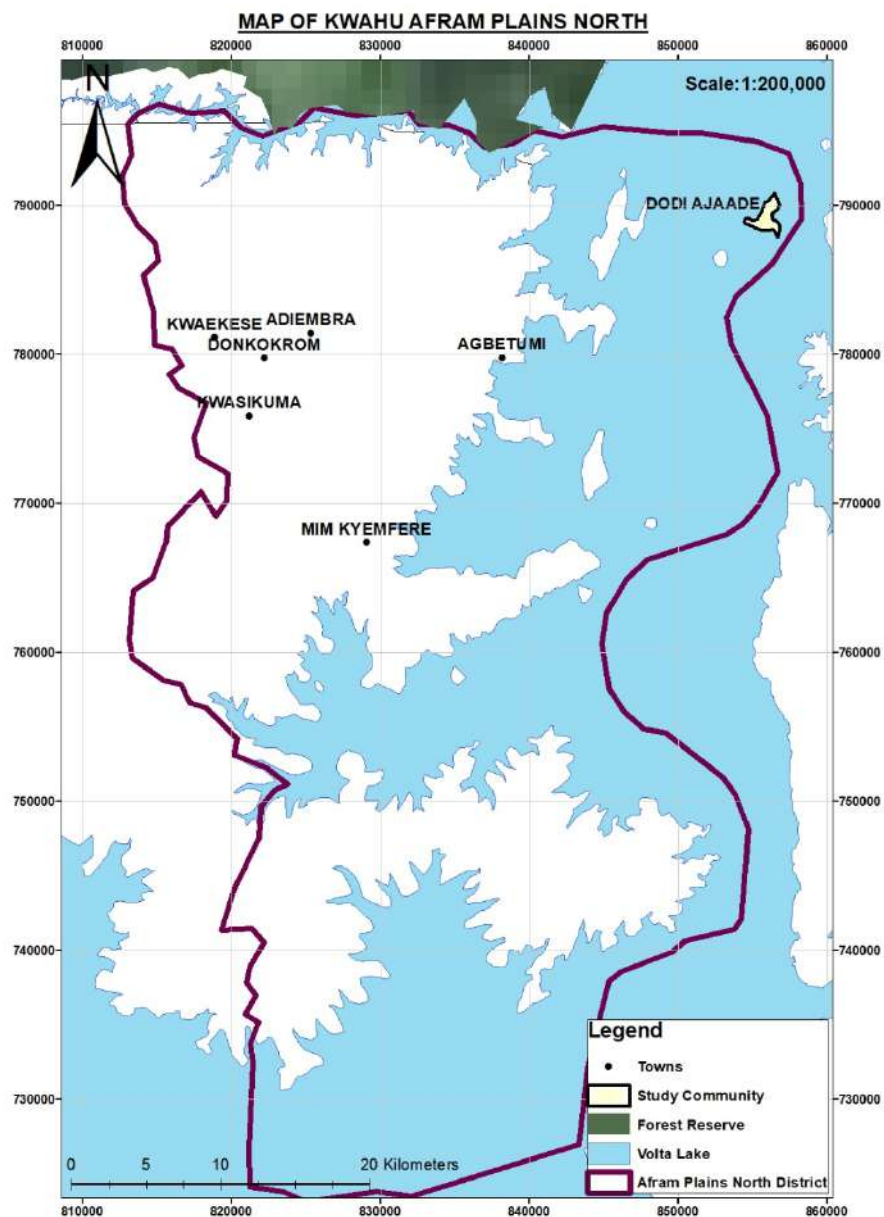 MAP OF KWAHU AFRAM PLAINS NORTH
810000 820000 830000 840000 850000 860000
N
Scale:1:200,000
790000 790000
DODI AJAADE
KWAEKESE ADIEMBRA
DONKOKROM
AGBETUMI
780000 780000
KWASIKUMA
770000 770000
MIM KYEMFERE
760000 760000
750000 750000
740000 740000
Legend
Towns
Study Community
Forest Reserve
Volta Lake
Afram Plains North District
730000 730000
0 5 10 20 Kilometers
810000 820000 830000 840000 850000 860000